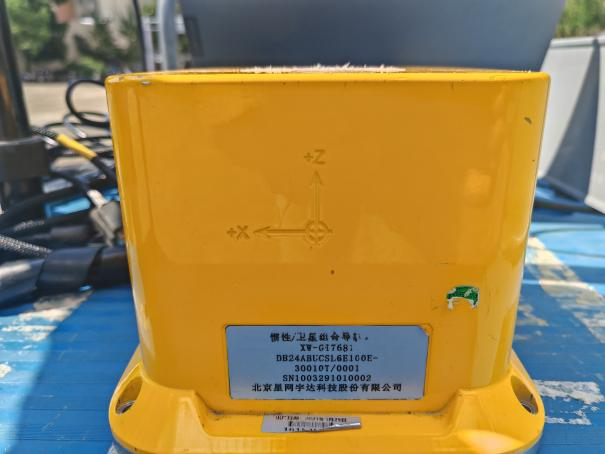 +Z
+X
惯性/卫星组合导航
XW-GI7681
DB24ABUCSL6E100E-
30010T/0001
SN1003291010002
北京星网宇达科技股份有限公司